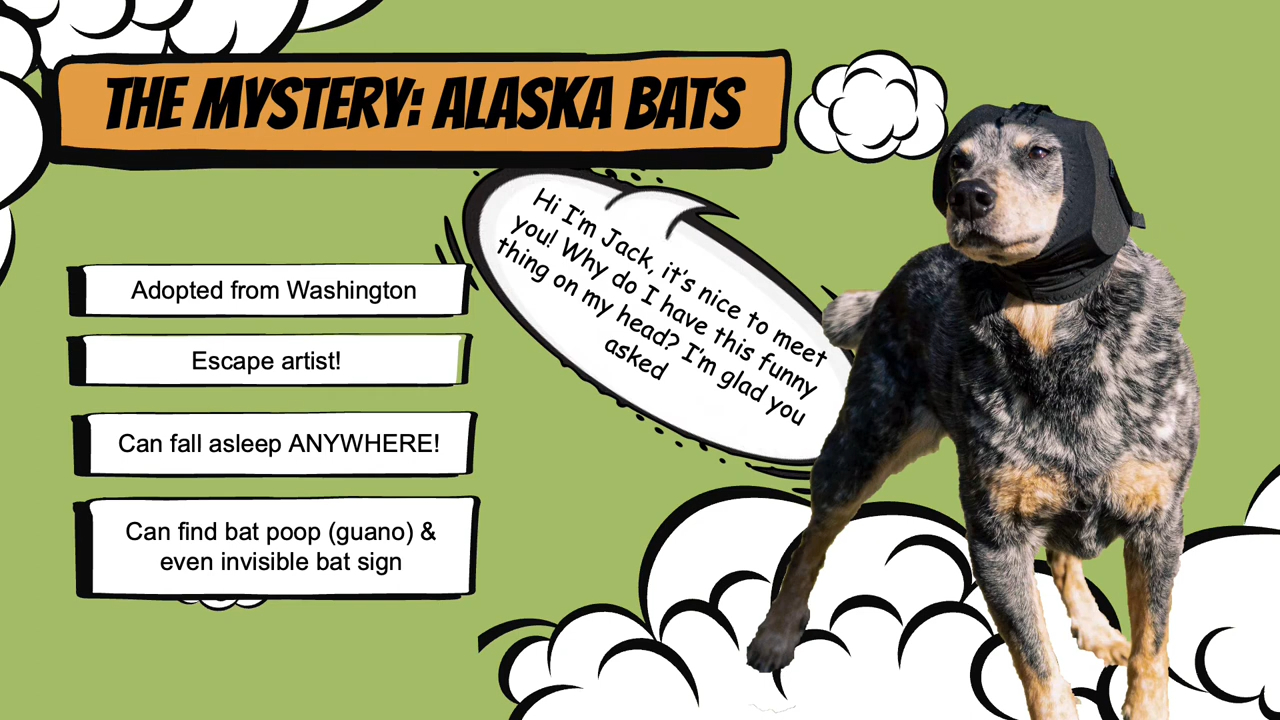 THE MYSTERY: ALASKA BATS
Hi I'm Jack, it's nice to meet
you! Why do I have this funny
thing on my head? I'm glad you
asked
Adopted from Washington
Escape artist!
Can fall asleep ANYWHERE!
Can find bat poop (guano) &
even invisible bat sign